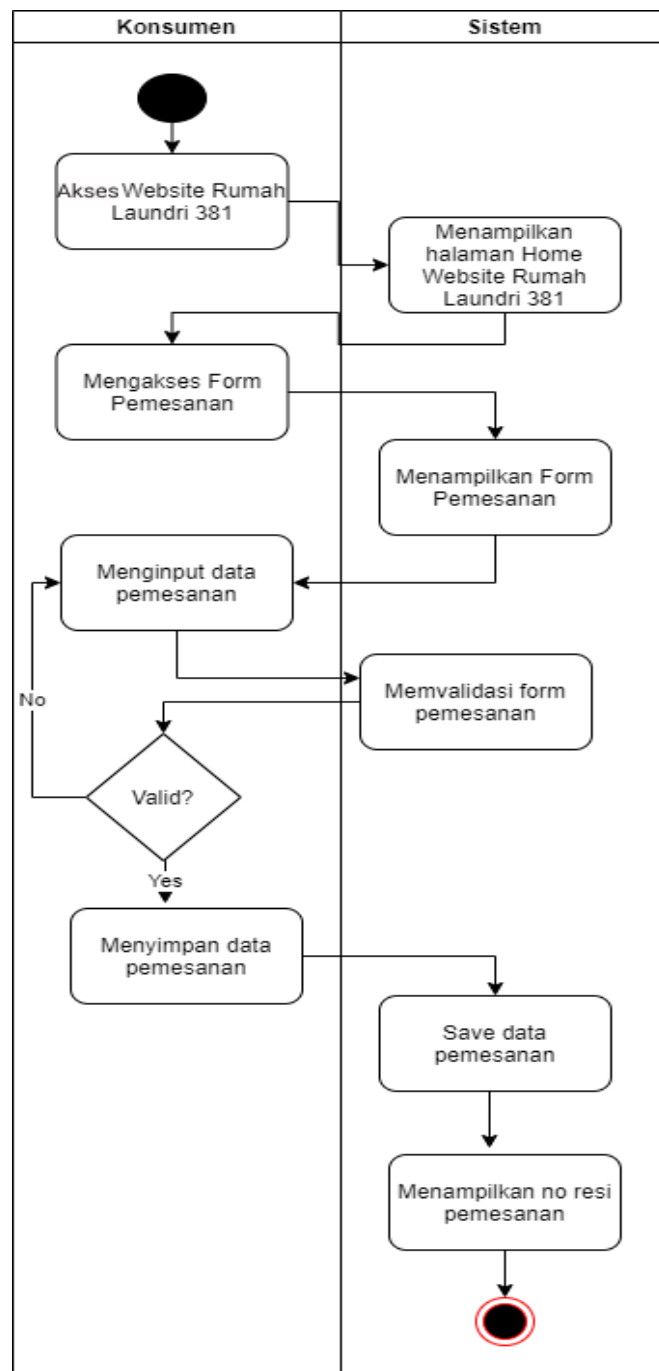 Konsumen
Sistem
Akses Website Rumah
Laundri 381
Menampilkan
halaman Home
Website Rumah
Laundri 381
Mengakses Form
Pemesanan
Menampilkan Form
Pemesanan
Menginput data
pemesanan
Memvalidasi form
pemesanan
No
Valid?
Yes
Menyimpan data
pemesanan
Save data
pemesanan
Menampilkan no resi
pemesanan